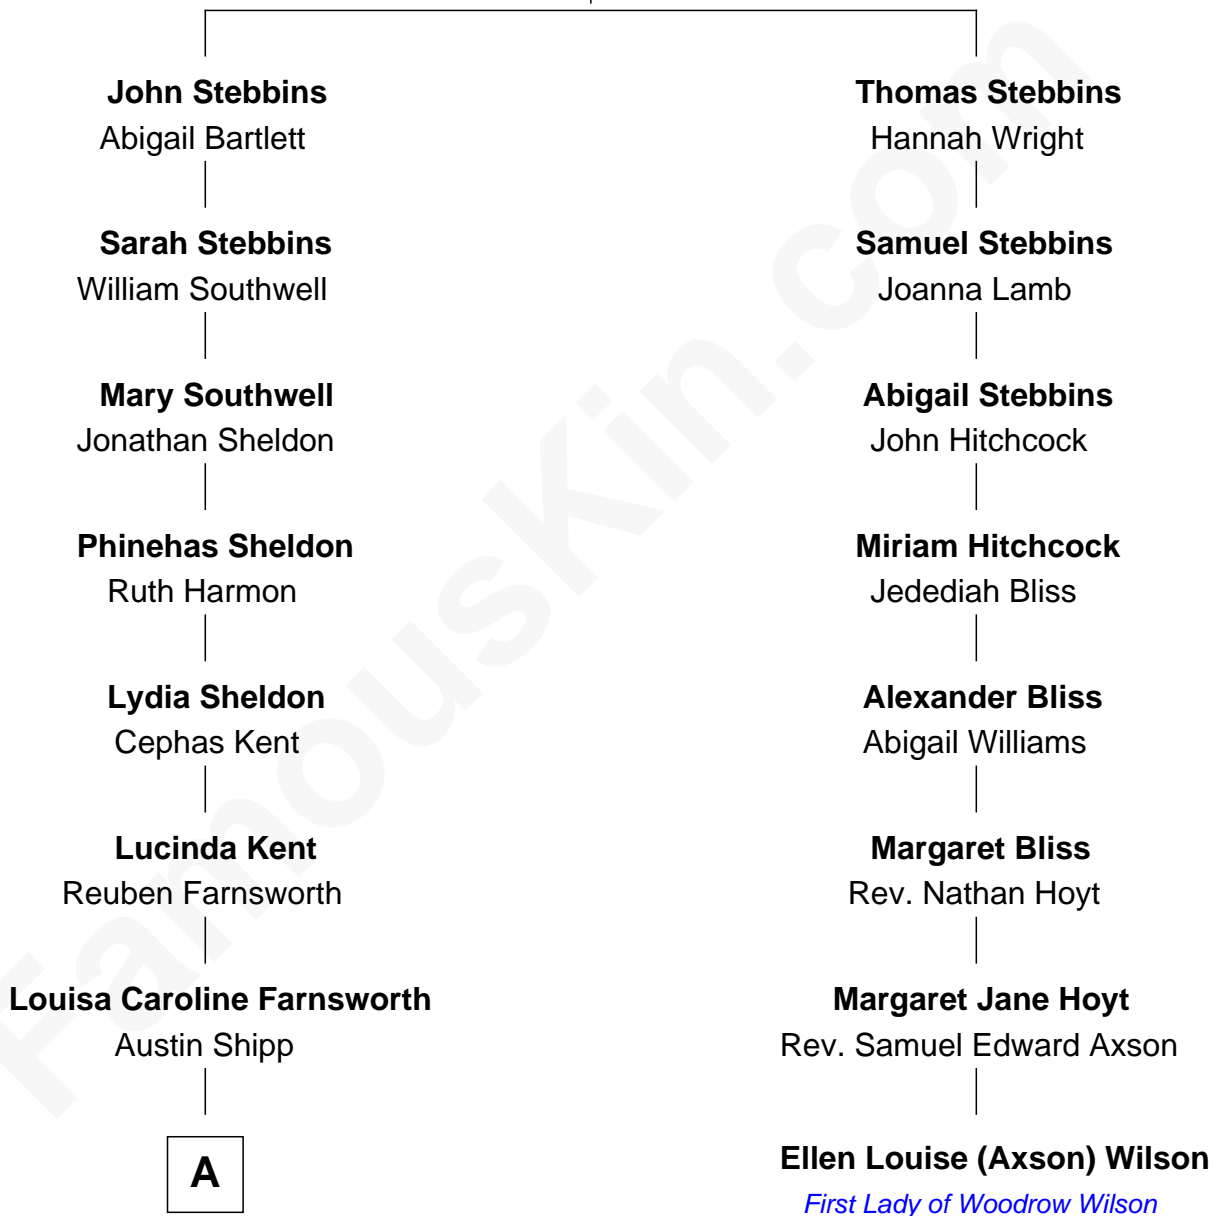 John Stebbins
Abigail Bartlett
Thomas Stebbins
Hannah Wright
Sarah Stebbins
William Southwell
Samuel Stebbins
Joanna Lamb
Mary Southwell
Jonathan Sheldon
Abigail Stebbins
John Hitchcock
Phinehas Sheldon
Ruth Harmon
Miriam Hitchcock
Jedediah Bliss
Lydia Sheldon
Cephas Kent
Alexander Bliss
Abigail Williams
Lucinda Kent
Reuben Farnsworth
Margaret Bliss
Rev. Nathan Hoyt
Louisa Caroline Farnsworth
Austin Shipp
Margaret Jane Hoyt
Rev. Samuel Edward Axson
A
Ellen Louise (Axson) Wilson
First Lady of Woodrow Wilson
FamousKin.com